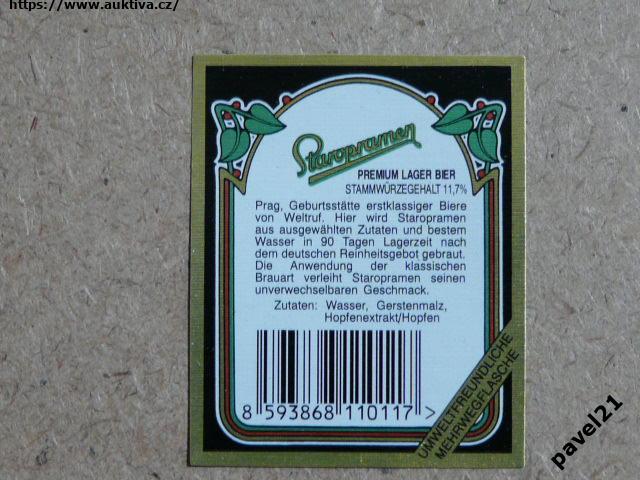 https://www.auktiva.cz/
Staropramen
PREMIUM LAGER BIER
STAMMWÜRZEGEHALT 11,7%
Prag, Geburtsstätte erstklassiger Biere
von Weltruf. Hier wird Staropramen
aus ausgewählten Zutaten und bestem
Wasser in 90 Tagen Lagerzeit nach
dem deutschen Reinheitsgebot gebraut.
Die Anwendung der klassischen
Brauart verleiht Staropramen seinen
unverwechselbaren Geschmack.
Zutaten: Wasser, Gerstenmalz,
Hopfenextrakt/Hopfen
8 593868 110117 >
UMWELTFREUNDLICHE
MEHRWEGFLASCHE
pavel21